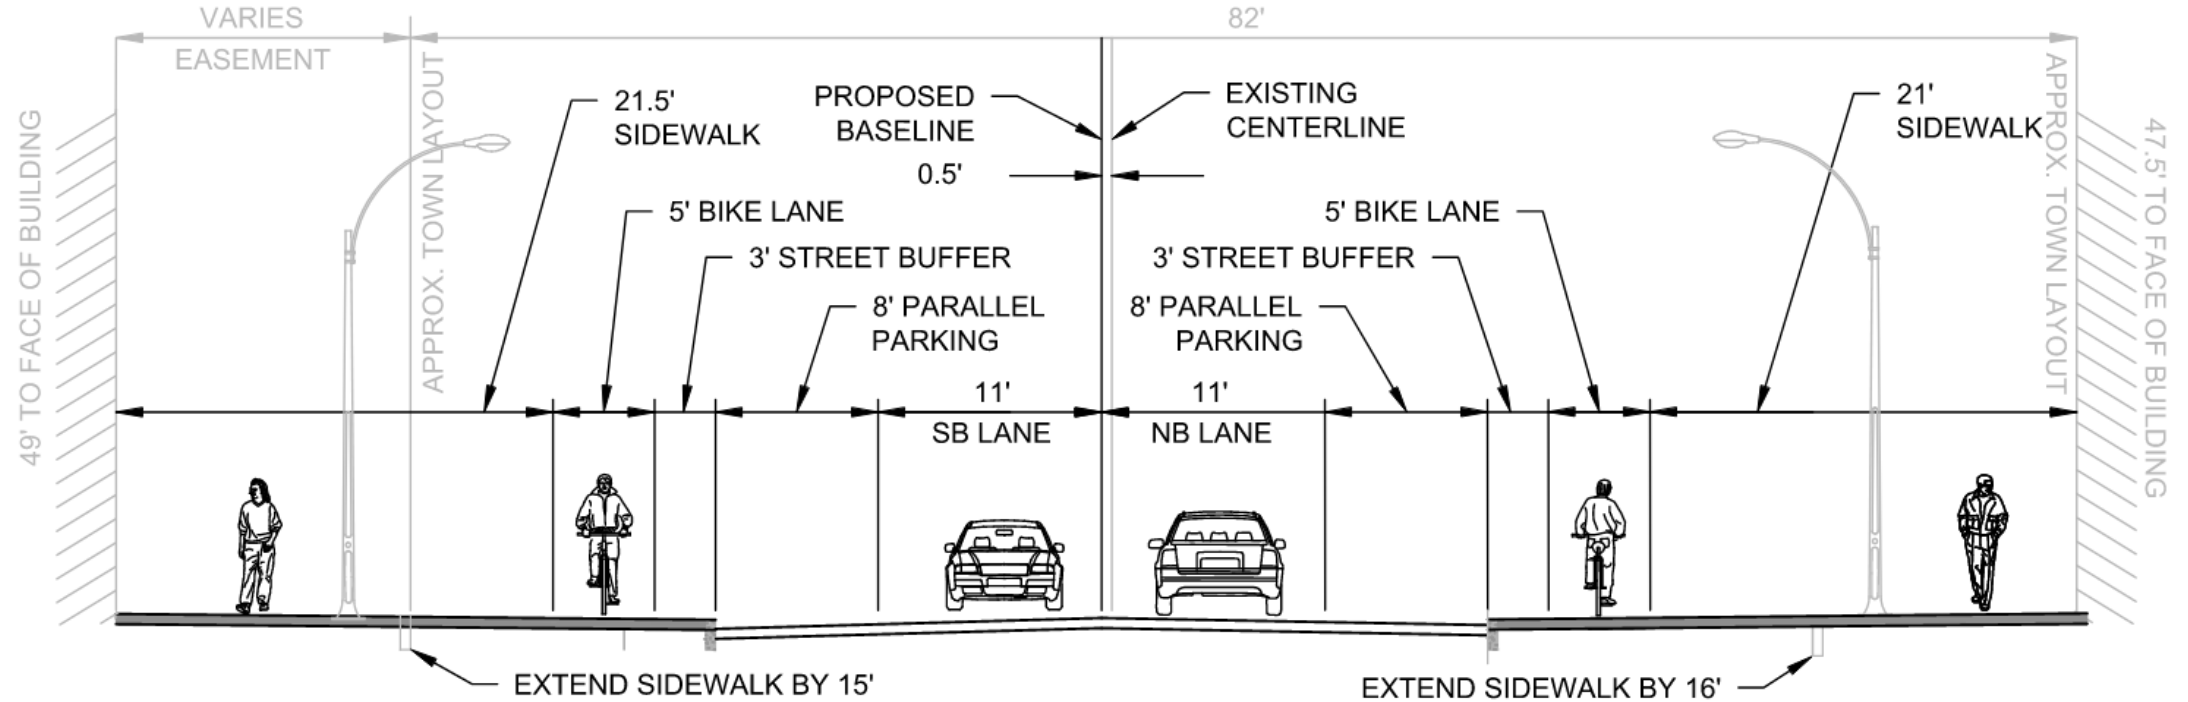 VARIES
EASEMENT
82'
49' TO FACE OF BUILDING
APPROX. TOWN LAYOUT
21.5'
SIDEWALK
PROPOSED
BASELINE
EXISTING
CENTERLINE
0.5'
21'
SIDEWALK
APPROX. TOWN LAYOUT
47.5' TO FACE OF BUILDING
5' BIKE LANE
5' BIKE LANE
3' STREET BUFFER
3' STREET BUFFER
8' PARALLEL
PARKING
8' PARALLEL
PARKING
11'
SB LANE
11'
NB LANE
EXTEND SIDEWALK BY 15'
EXTEND SIDEWALK BY 16'